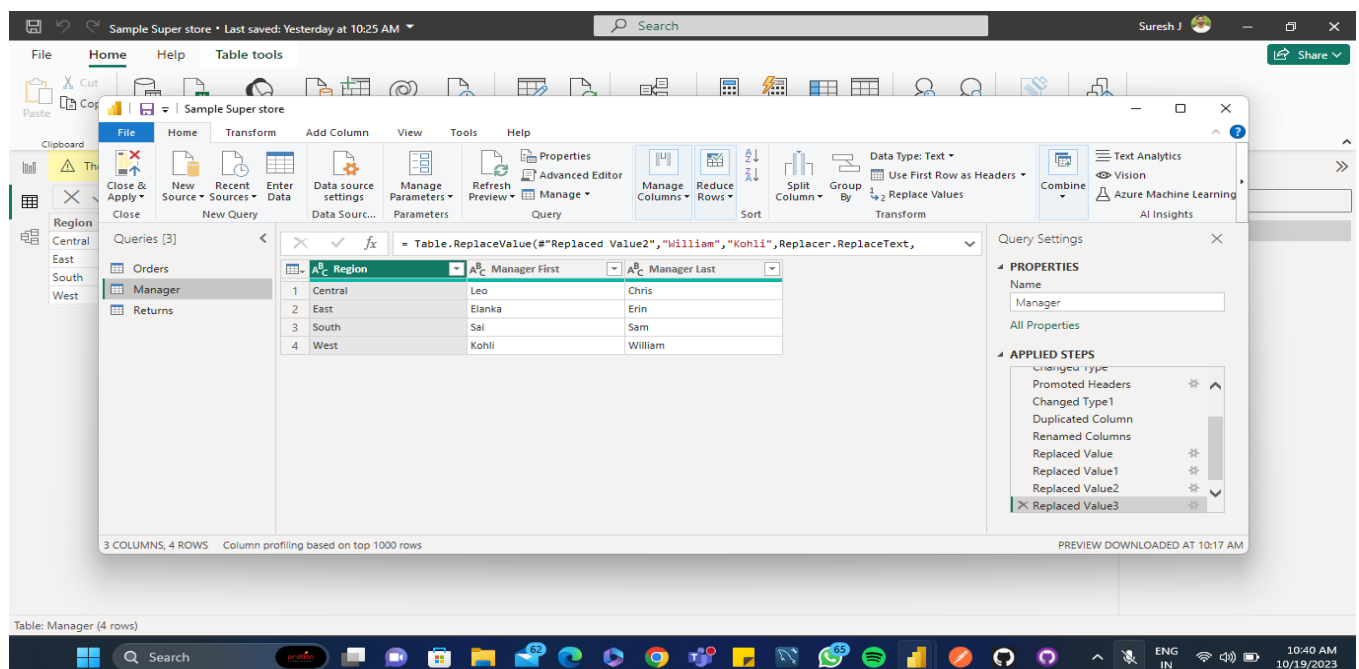 Sample Super store • Last saved: Yesterday at 10:25 AM
Search
Suresh J
File Home Help Table tools
Share
Cut
Paste
Clipboard
Sample Super store
File Home Transform Add Column View Tools Help
Close & Apply
New Source
Recent Sources
Enter Data
Data source settings
Manage Parameters
Refresh Preview
Properties
Advanced Editor
Manage
Manage Columns
Reduce Rows
Split Column
Group By
Data Type: Text
Use First Row as Headers
Replace Values
Combine
Text Analytics
Vision
Azure Machine Learning
Close
New Query
Data Sourc...
Parameters
Query
Sort
Transform
AI Insights
Region
Central
East
South
West
Queries [3]
Orders
Manager
Returns
fx = Table.ReplaceValue(#"Replaced Value2","William","Kohli",Replacer.ReplaceText,
Region Manager First Manager Last
1 Central Leo Chris
2 East Elanka Erin
3 South Sai Sam
4 West Kohli William
Query Settings
PROPERTIES
Name
Manager
All Properties
APPLIED STEPS
Changed Type
Promoted Headers
Changed Type1
Duplicated Column
Renamed Columns
Replaced Value
Replaced Value1
Replaced Value2
Replaced Value3
3 COLUMNS, 4 ROWS Column profiling based on top 1000 rows
PREVIEW DOWNLOADED AT 10:17 AM
Table: Manager (4 rows)
Search
62
65
ENG
IN
10:40 AM
10/19/2023